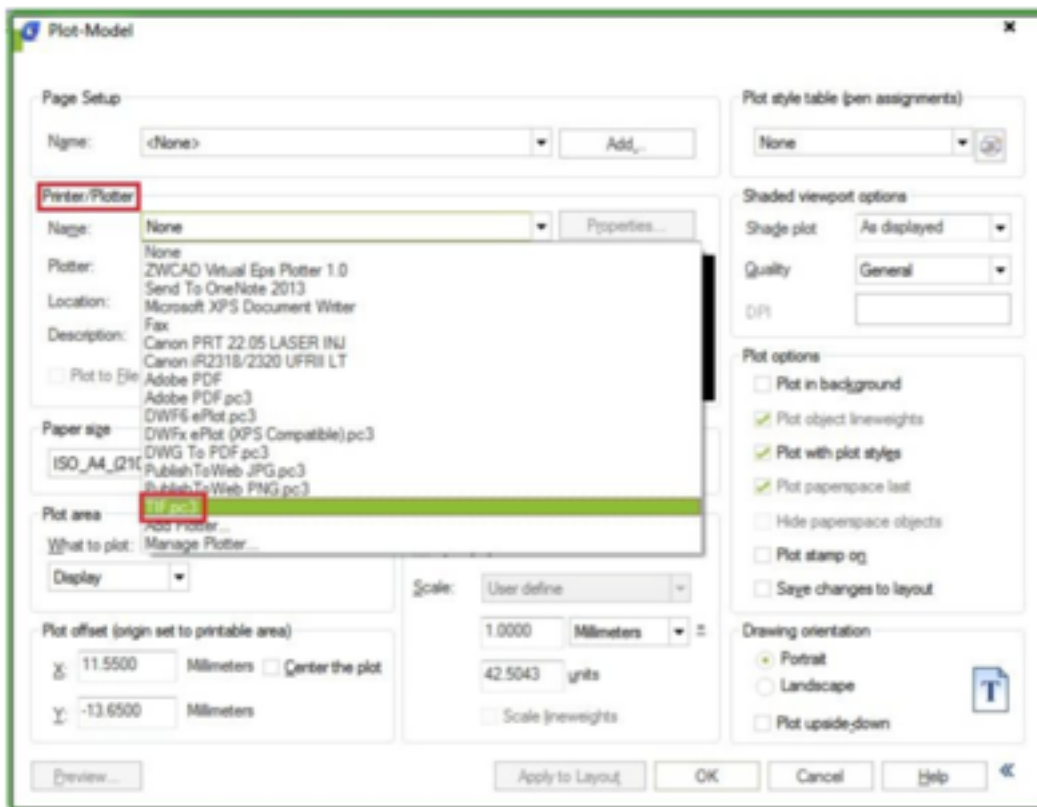 Plot-Model
Page Setup
Name: <None> Add...
Plot style table (pen assignments)
None
Printer/Plotter
Name: None Properties...
None
ZWCAD Virtual Eps Plotter 1.0
Send To OneNote 2013
Microsoft XPS Document Writer
Fax
Canon PRT 22.05 LASER INJ
Canon iR2318/2320 UFRII LT
Adobe PDF
Adobe PDF.pc3
DWF6 ePlot.pc3
DWFx ePlot (XPS Compatible).pc3
DWG To PDF.pc3
PublishToWeb JPG.pc3
PublishToWeb PNG.pc3
TIF.pc3
Add Plotter...
Manage Plotter...
Plotter:
Location:
Description:
Plot to File
Shaded viewport options
Shade plot As displayed
Quality General
DPI
Paper size
ISO_A4_(210
Plot options
Plot in background
Plot object lineweights
Plot with plot styles
Plot paperspace last
Hide paperspace objects
Plot stamp on
Save changes to layout
Plot area
What to plot:
Display
Scale: User define
1.0000 Millimeters =
42.5043 units
Scale lineweights
Plot offset (origin set to printable area)
X: 11.5500 Millimeters Center the plot
Y: -13.6500 Millimeters
Drawing orientation
Portrait
Landscape
Plot upside-down
T
Preview... Apply to Layout OK Cancel Help